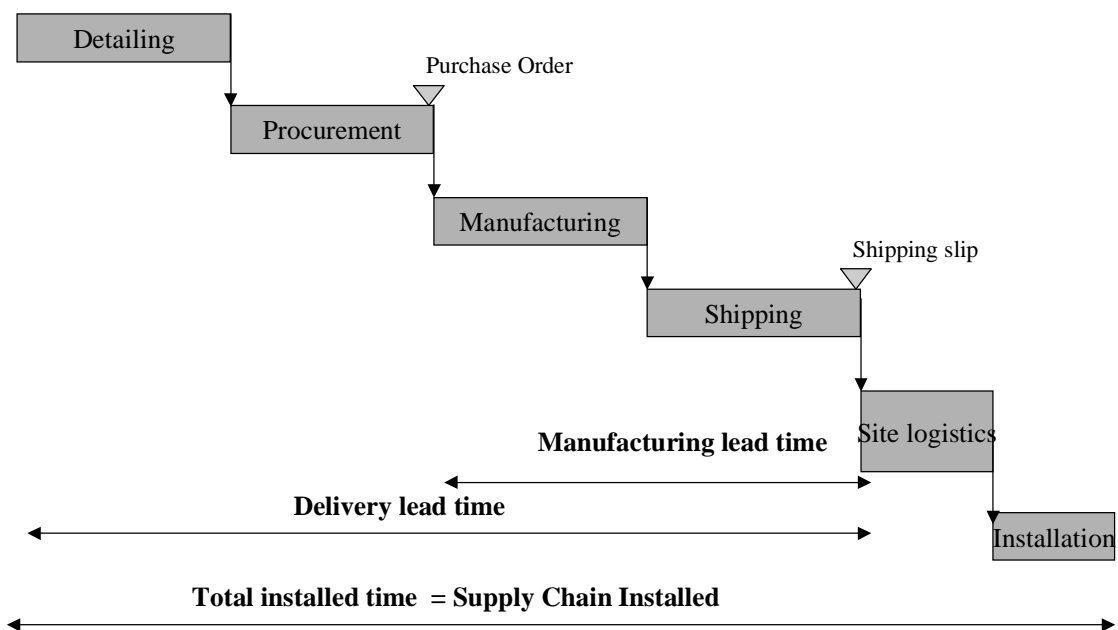 Detailing
Purchase Order
Procurement
Manufacturing
Shipping slip
Shipping
Site logistics
Manufacturing lead time
Delivery lead time
Installation
Total installed time = Supply Chain Installed